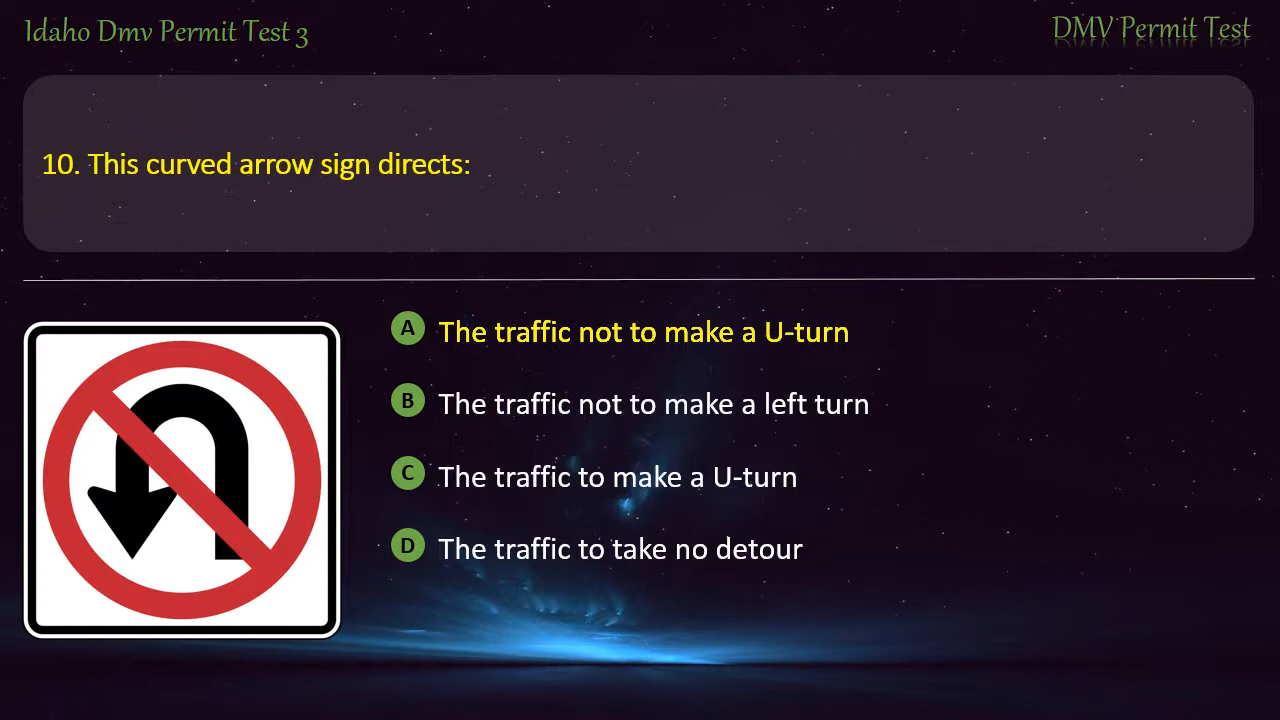 Idaho Dmv Permit Test 3
DMV Permit Test
10. This curved arrow sign directs:
A The traffic not to make a U-turn
B The traffic not to make a left turn
C The traffic to make a U-turn
D The traffic to take no detour